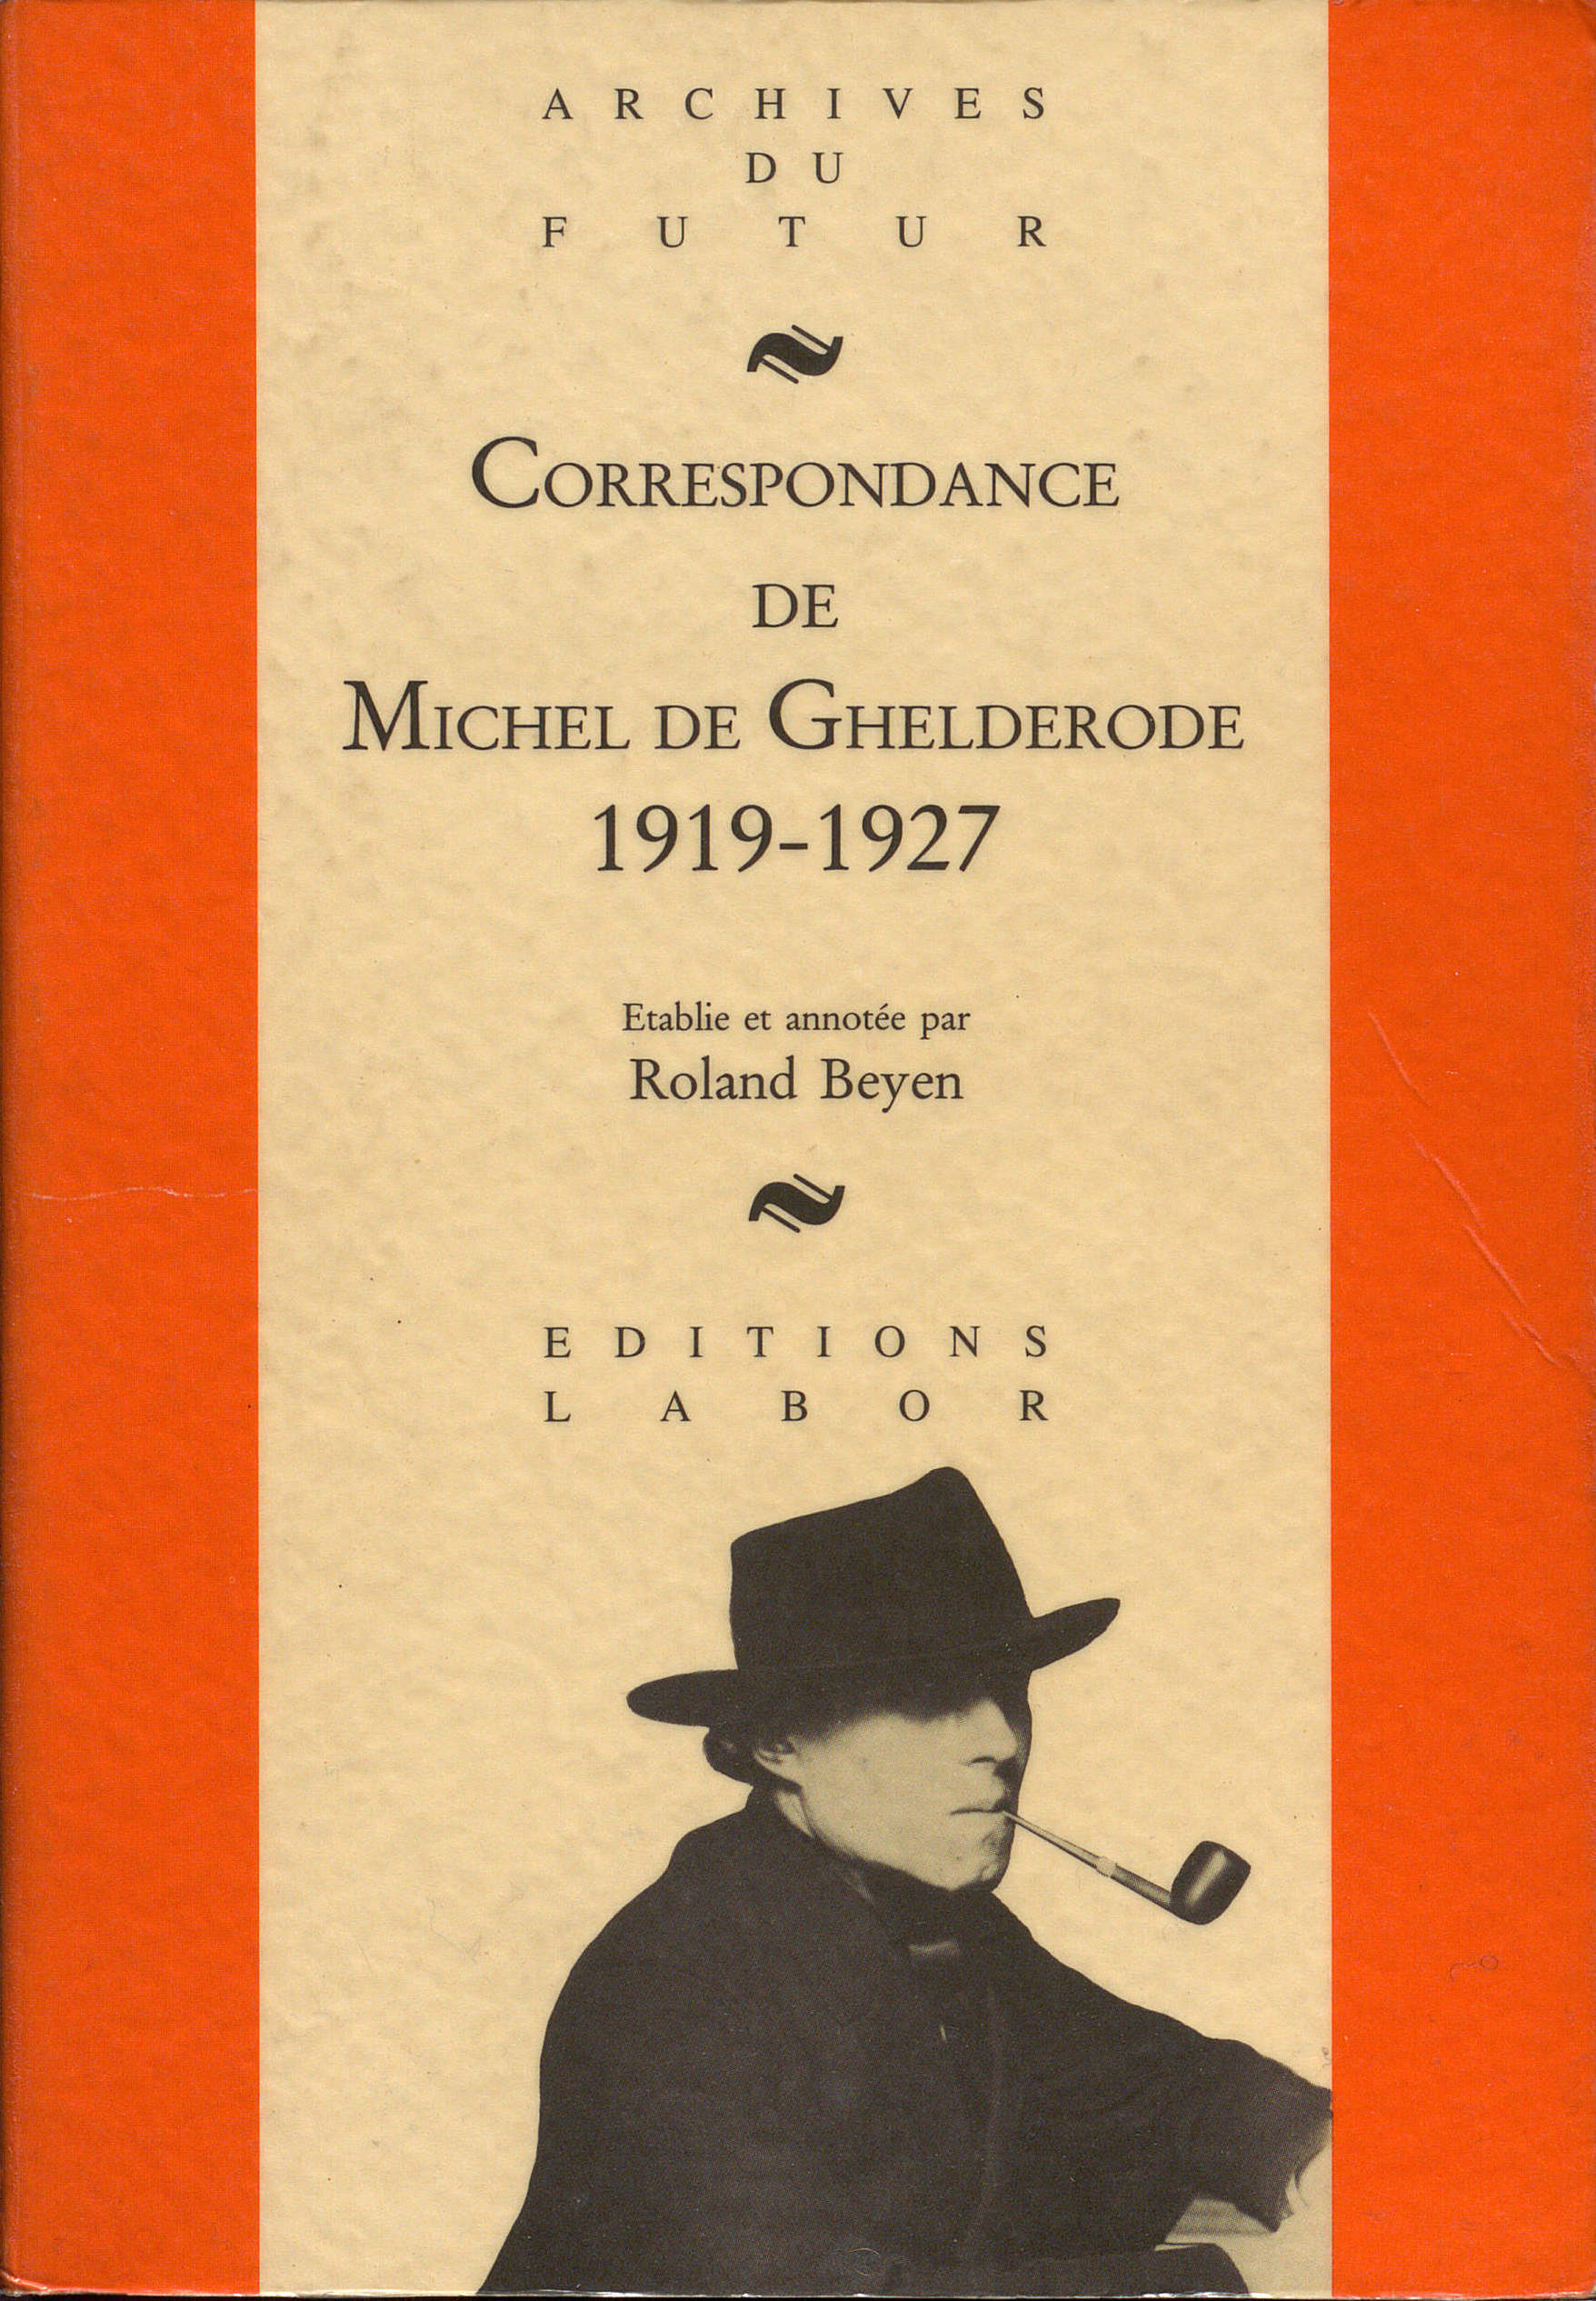 ARCHIVES
DU
FUTUR
CORRESPONDANCE
DE
MICHEL DE GHELDERODE
1919-1927
Etablie et annotée par
Roland Beyen
EDITIONS
LABOR